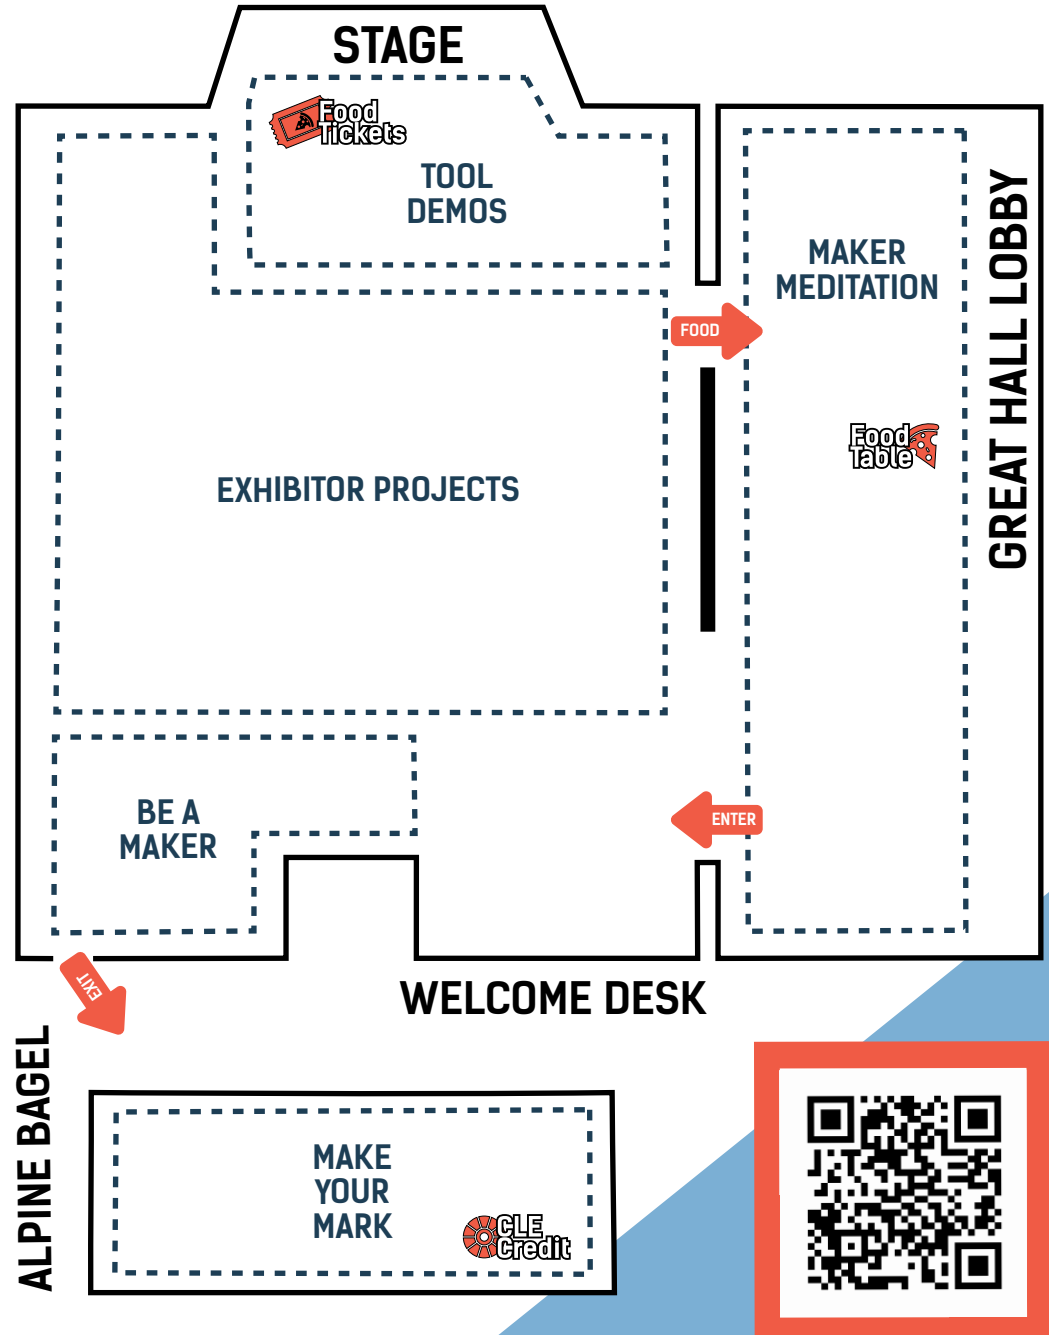 STAGE
Food
Tickets
TOOL
DEMOS
MAKER
MEDITATION
GREAT HALL LOBBY
FOOD
Food
Table
EXHIBITOR PROJECTS
BE A
MAKER
ENTER
EXIT
WELCOME DESK
ALPINE BAGEL
MAKE
YOUR
MARK
CLE
Credit